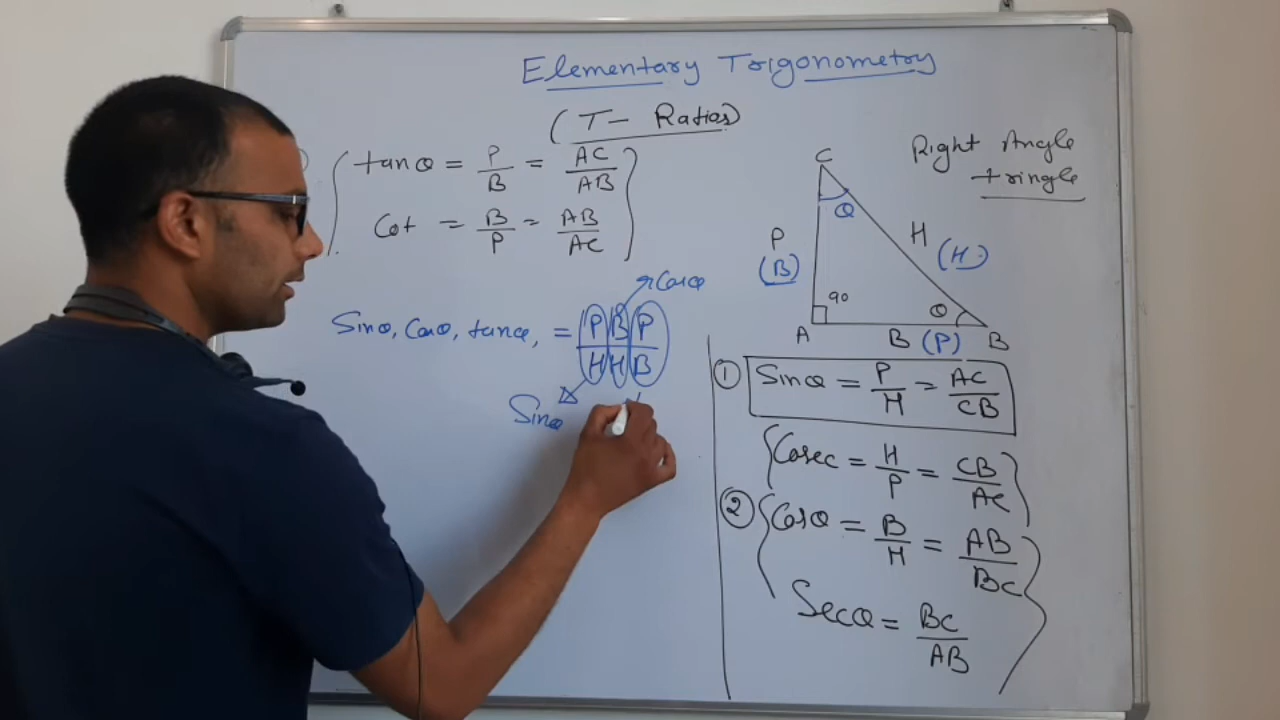 Elementary Trigonometry
(T- Ratios)
tanθ = P/B = AC/AB
Cot = B/P = AB/AC
Sinθ, Cosθ, tanθ, = P/H B/H P/B
Cosθ
Sinθ
Right Angle
tringle
C
θ
P
(B)
H
(H)
90
θ
A
B (P)
B
① Sinθ = P/H = AC/CB
Cosec = H/P = CB/AC
② Cosθ = B/H = AB/BC
Secθ = BC/AB